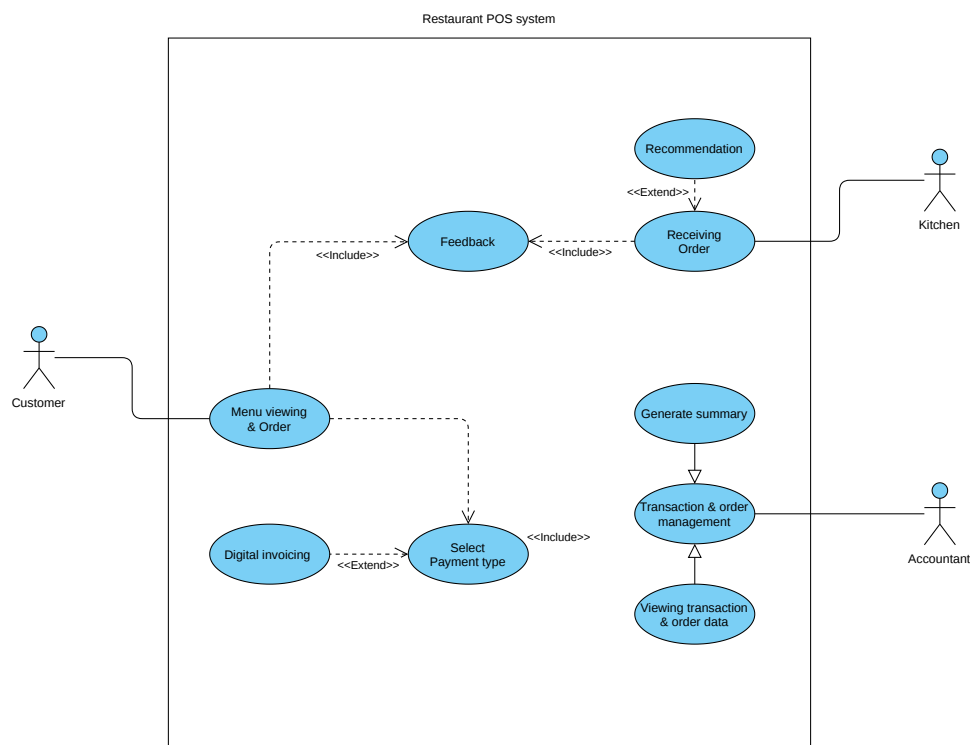 Restaurant POS system
Recommendation
<<Extend>>
Kitchen
Feedback
Receiving
Order
<<Include>>
<<Include>>
Customer
Menu viewing
& Order
Generate summary
Transaction & order
management
Digital invoicing
<<Extend>>
Select
Payment type
<<Include>>
Accountant
Viewing transaction
& order data